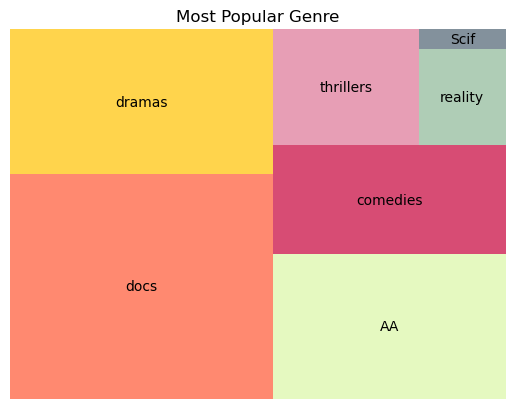 Most Popular Genre
Scif
thrillers
reality
dramas
comedies
docs
AA